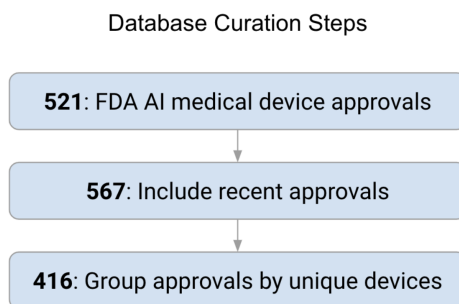 Database Curation Steps
521: FDA AI medical device approvals
567: Include recent approvals
416: Group approvals by unique devices